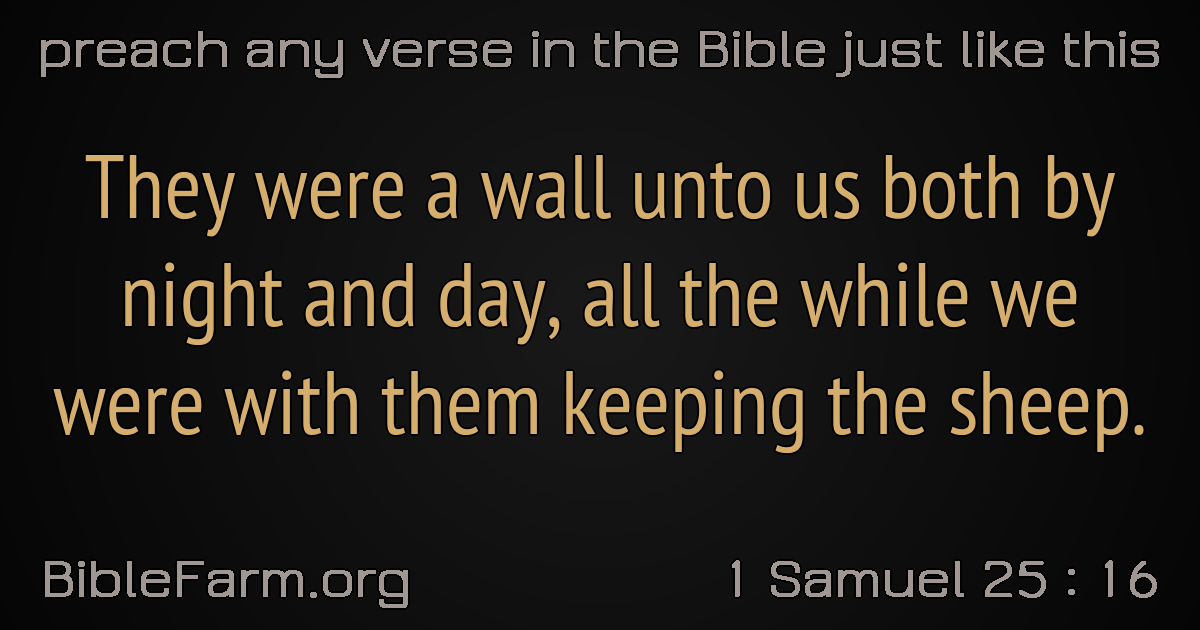 preach any verse in the Bible just like this
They were a wall unto us both by
night and day, all the while we
were with them keeping the sheep.
BibleFarm.org
1 Samuel 25 : 16